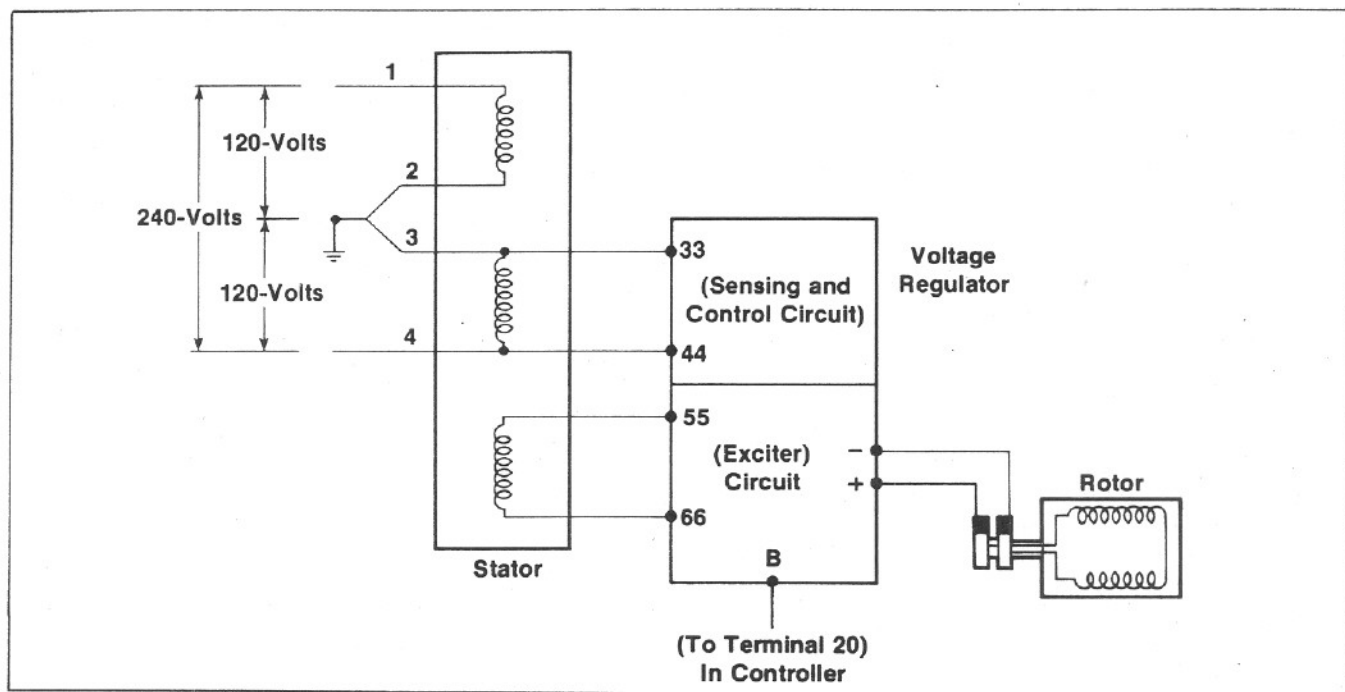 1
120-Volts
2
240-Volts
3
33
Voltage
Regulator
(Sensing and
Control Circuit)
120-Volts
4
44
55
(Exciter)
Circuit
−
+
Rotor
66
B
Stator
(To Terminal 20)
In Controller